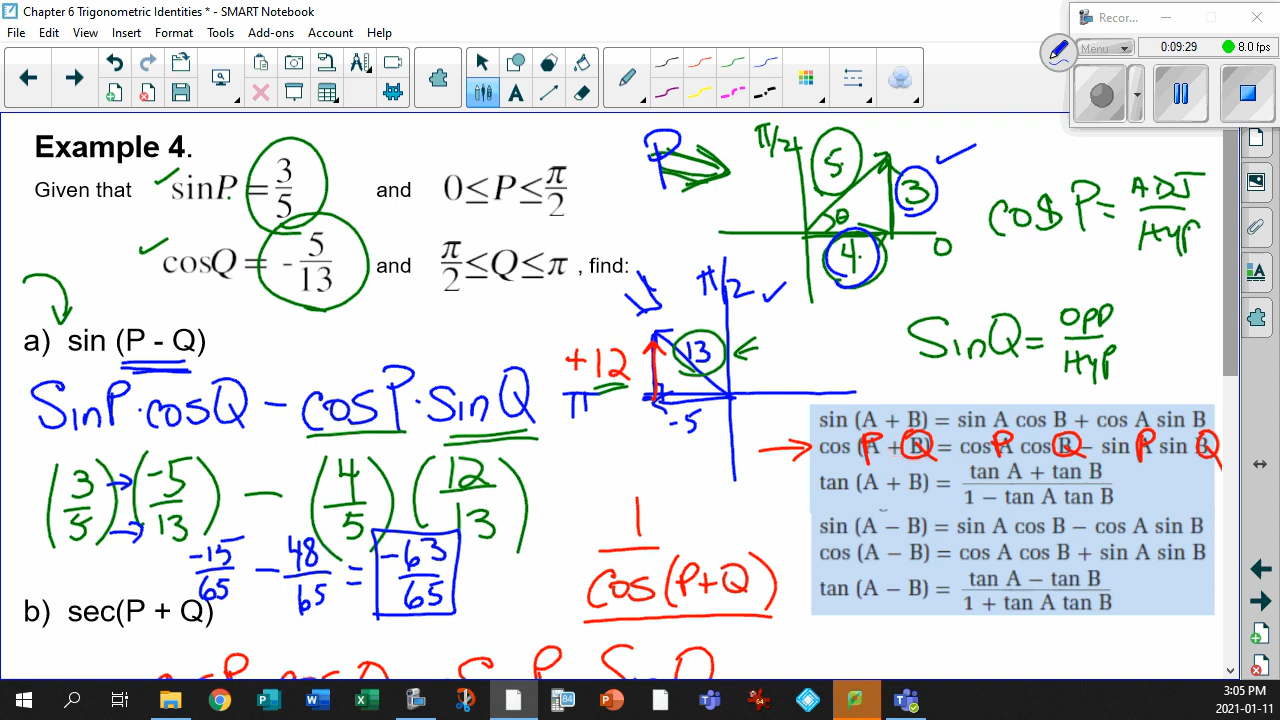 Chapter 6 Trigonometric Identities * - SMART Notebook
File Edit View Insert Format Tools Add-ons Account Help
Recor...
Menu
0:09:29
8.0 fps
Example 4.
Given that sinP = 3/5 and 0≤P≤π/2
cosQ = -5/13 and π/2≤Q≤π , find:
P
π/2
5
3
θ
4
0
cosP = ADJ/HYP
π/2
+12
13
π
-5
SinQ = OPP/HYP
a) sin (P - Q)
SinP·cosQ - cosP·SinQ
(3/5)(-5/13) - (4/5)(12/13)
-15/65 - 48/65 = -63/65
b) sec(P + Q)
1/cos(P+Q)
cosP cosQ - SinP SinQ
sin (A + B) = sin A cos B + cos A sin B
cos (A + B) = cos A cos B - sin A sin B
P Q P Q P Q
tan (A + B) = tan A + tan B / 1 - tan A tan B
sin (A − B) = sin A cos B − cos A sin B
cos (A − B) = cos A cos B + sin A sin B
tan (A − B) = tan A − tan B / 1 + tan A tan B
3:05 PM
2021-01-11